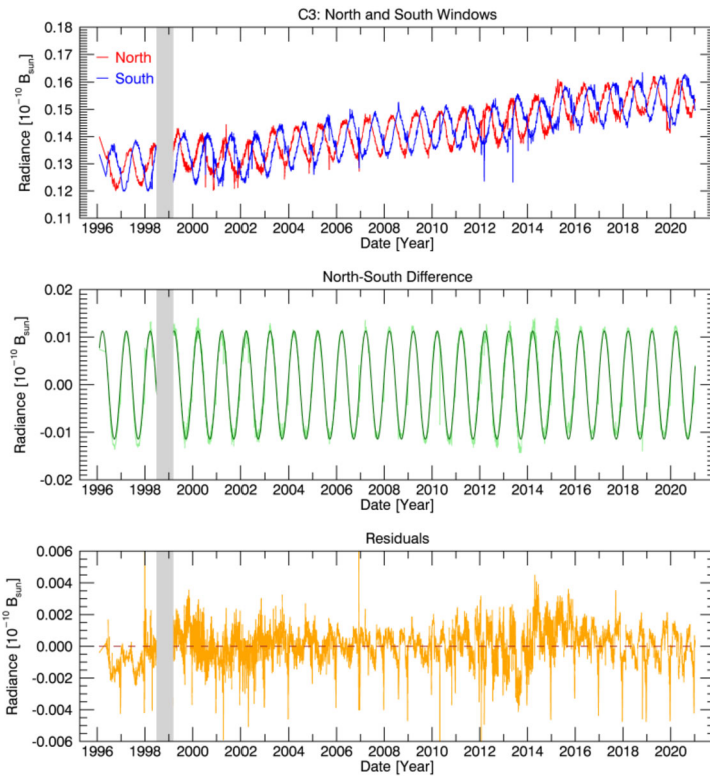 C3: North and South Windows
0.18
0.17
0.16
0.15
0.14
0.13
0.12
0.11
Radiance [10⁻¹⁰ Bsun]
North
South
1996 1998 2000 2002 2004 2006 2008 2010 2012 2014 2016 2018 2020
Date [Year]
North-South Difference
0.02
0.01
0.00
-0.01
-0.02
Radiance [10⁻¹⁰ Bsun]
1996 1998 2000 2002 2004 2006 2008 2010 2012 2014 2016 2018 2020
Date [Year]
Residuals
0.006
0.004
0.002
0.000
-0.002
-0.004
-0.006
Radiance [10⁻¹⁰ Bsun]
1996 1998 2000 2002 2004 2006 2008 2010 2012 2014 2016 2018 2020
Date [Year]